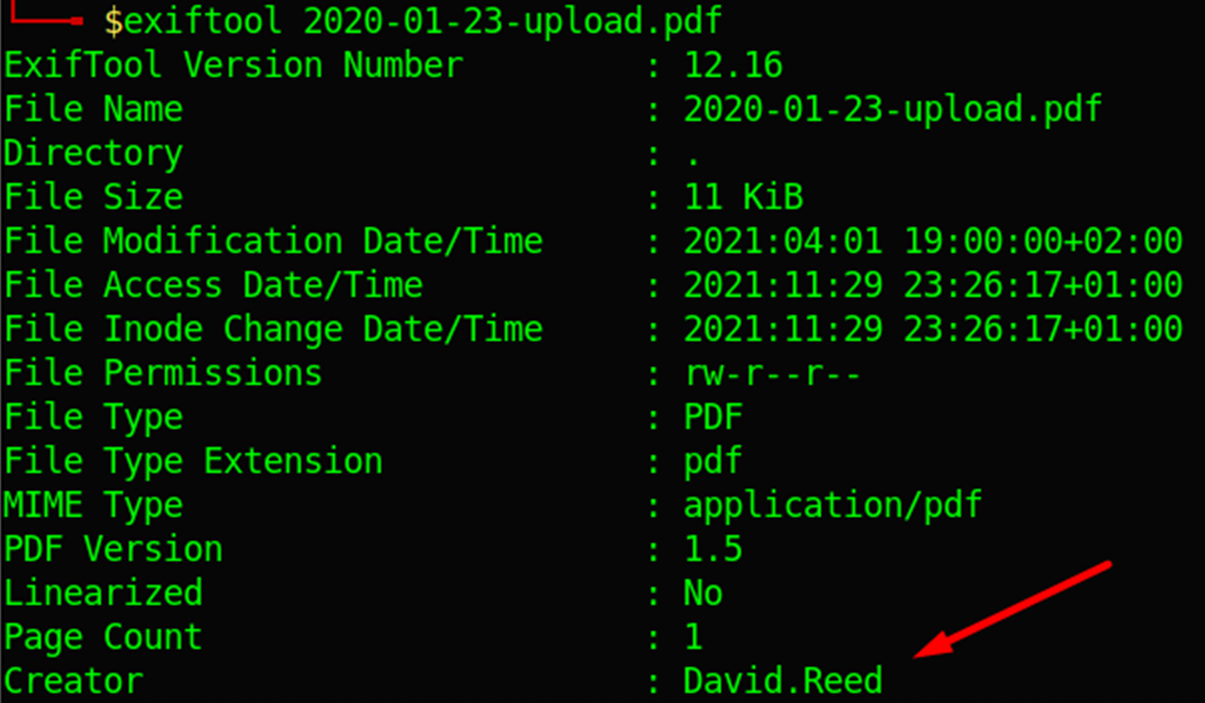 $exiftool 2020-01-23-upload.pdf
ExifTool Version Number : 12.16
File Name : 2020-01-23-upload.pdf
Directory : .
File Size : 11 KiB
File Modification Date/Time : 2021:04:01 19:00:00+02:00
File Access Date/Time : 2021:11:29 23:26:17+01:00
File Inode Change Date/Time : 2021:11:29 23:26:17+01:00
File Permissions : rw-r--r--
File Type : PDF
File Type Extension : pdf
MIME Type : application/pdf
PDF Version : 1.5
Linearized : No
Page Count : 1
Creator : David.Reed